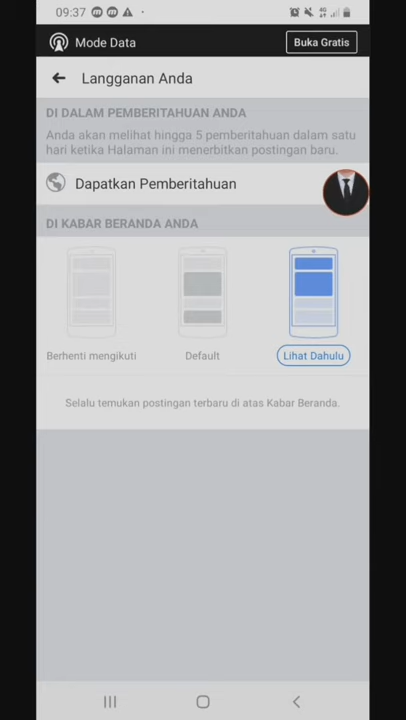 09:37
Mode Data
Buka Gratis
Langganan Anda
DI DALAM PEMBERITAHUAN ANDA
Anda akan melihat hingga 5 pemberitahuan dalam satu
hari ketika Halaman ini menerbitkan postingan baru.
Dapatkan Pemberitahuan
DI KABAR BERANDA ANDA
Berhenti mengikuti
Default
Lihat Dahulu
Selalu temukan postingan terbaru di atas Kabar Beranda.